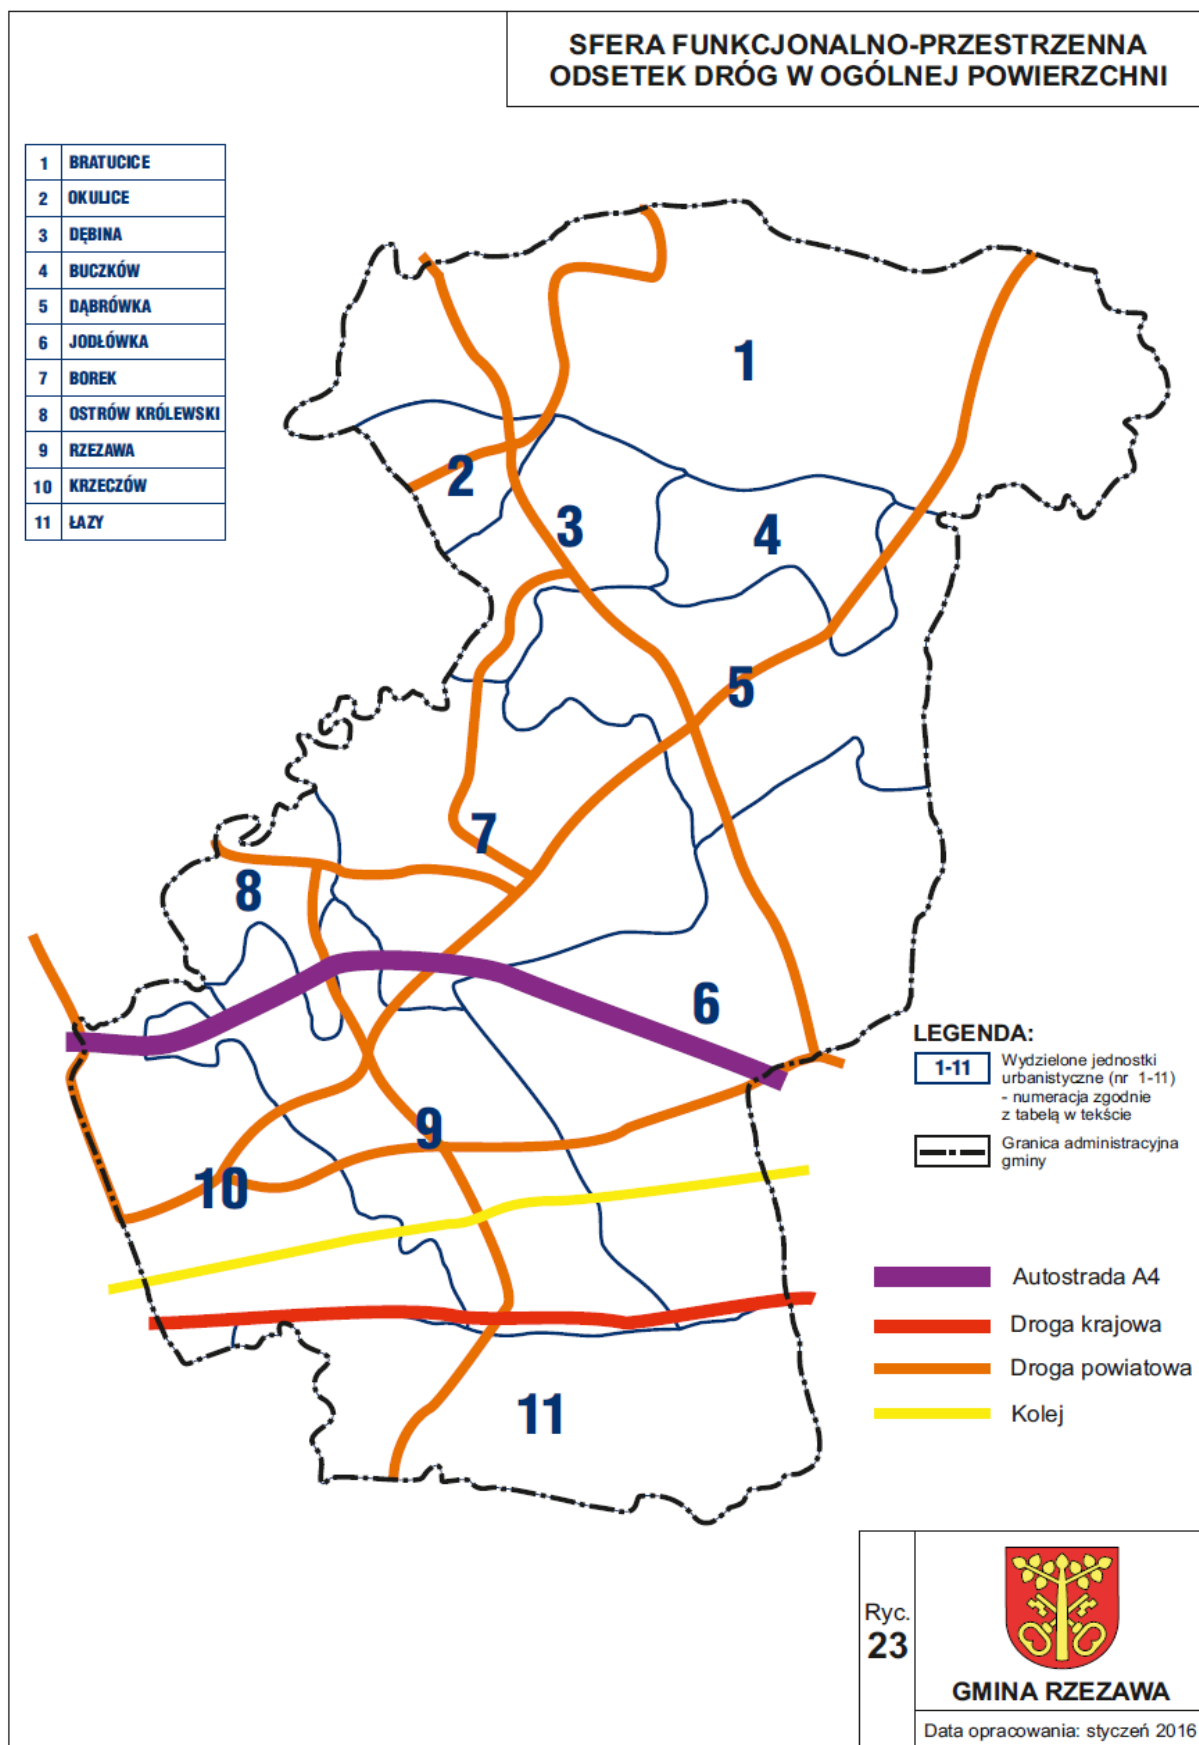 SFERA FUNKCJONALNO-PRZESTRZENNA
ODSETEK DRÓG W OGÓLNEJ POWIERZCHNI
1 BRATUCICE
2 OKULICE
3 DĘBINA
4 BUCZKÓW
5 DĄBRÓWKA
6 JODŁÓWKA
7 BOREK
8 OSTRÓW KRÓLEWSKI
9 RZEZAWA
10 KRZECZÓW
11 ŁAZY
1
2
3
4
5
7
8
6
9
10
11
LEGENDA:
1-11 Wydzielone jednostki
urbanistyczne (nr 1-11)
- numeracja zgodnie
z tabelą w tekście
Granica administracyjna
gminy
Autostrada A4
Droga krajowa
Droga powiatowa
Kolej
Ryc.
23
GMINA RZEZAWA
Data opracowania: styczeń 2016